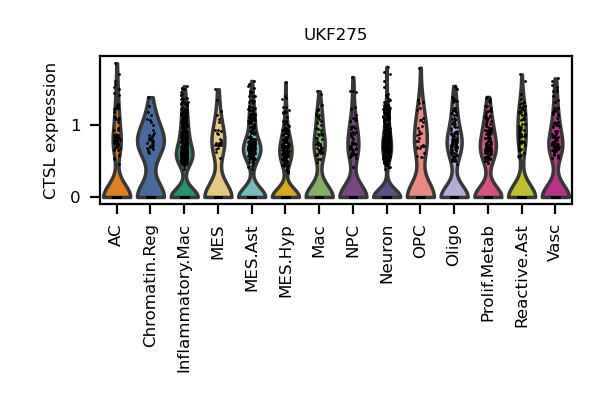 UKF275
CTSL expression
1
0
AC
Chromatin.Reg
Inflammatory.Mac
MES
MES.Ast
MES.Hyp
Mac
NPC
Neuron
OPC
Oligo
Prolif.Metab
Reactive.Ast
Vasc